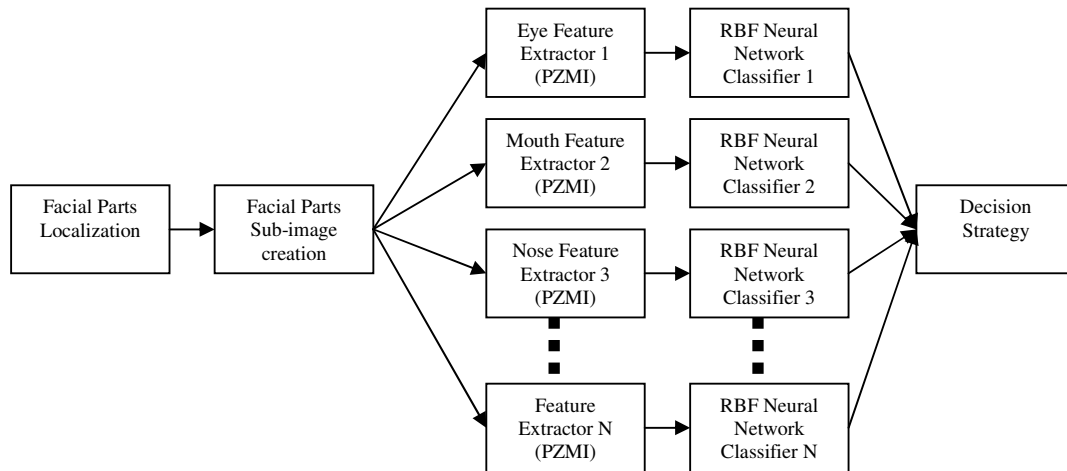 Facial Parts
Localization
Facial Parts
Sub-image
creation
Eye Feature
Extractor 1
(PZMI)
RBF Neural
Network
Classifier 1
Mouth Feature
Extractor 2
(PZMI)
RBF Neural
Network
Classifier 2
Nose Feature
Extractor 3
(PZMI)
RBF Neural
Network
Classifier 3
Feature
Extractor N
(PZMI)
RBF Neural
Network
Classifier N
Decision
Strategy